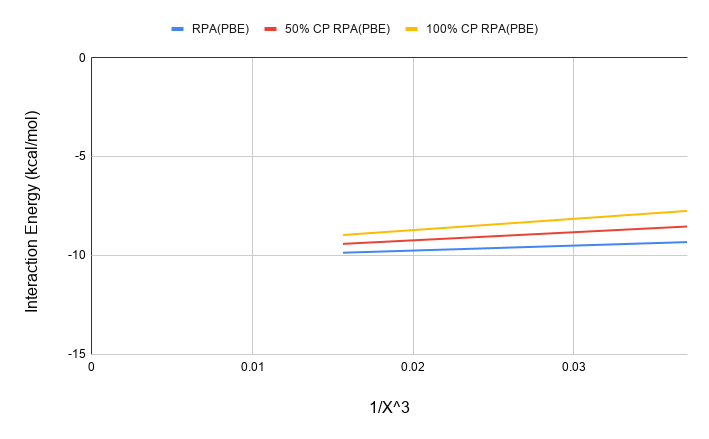 RPA(PBE) 50% CP RPA(PBE) 100% CP RPA(PBE)
Interaction Energy (kcal/mol)
0
-5
-10
-15
0 0.01 0.02 0.03
1/X^3